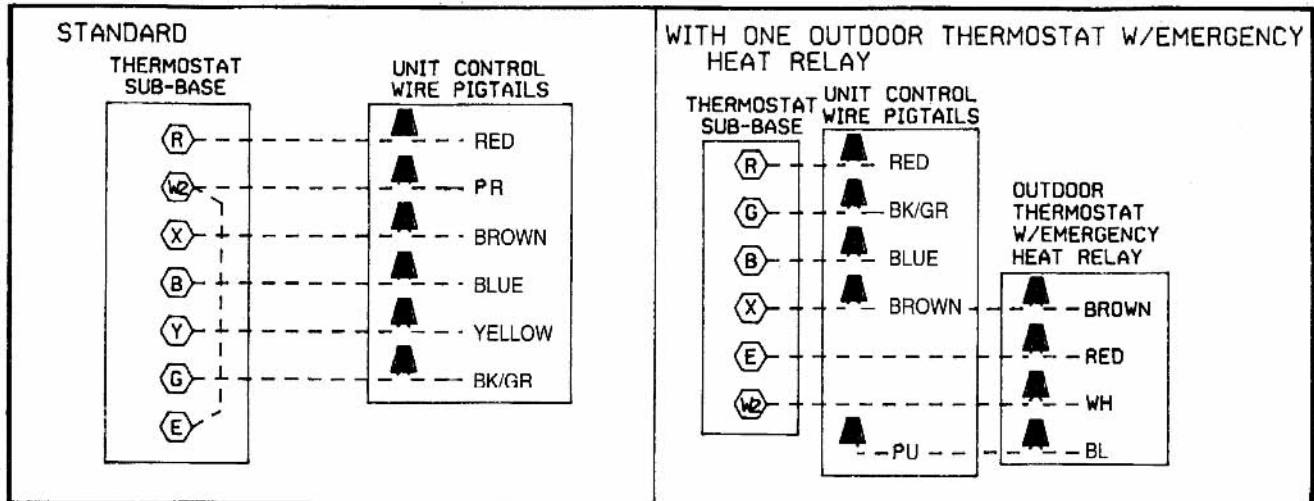 STANDARD
THERMOSTAT
SUB-BASE
UNIT CONTROL
WIRE PIGTAILS
R
RED
W2
PR
X
BROWN
B
BLUE
Y
YELLOW
G
BK/GR
E
WITH ONE OUTDOOR THERMOSTAT W/EMERGENCY
HEAT RELAY
THERMOSTAT
SUB-BASE
UNIT CONTROL
WIRE PIGTAILS
OUTDOOR
THERMOSTAT
W/EMERGENCY
HEAT RELAY
R
RED
G
BK/GR
B
BLUE
X
BROWN
BROWN
E
RED
W2
WH
PU
BL